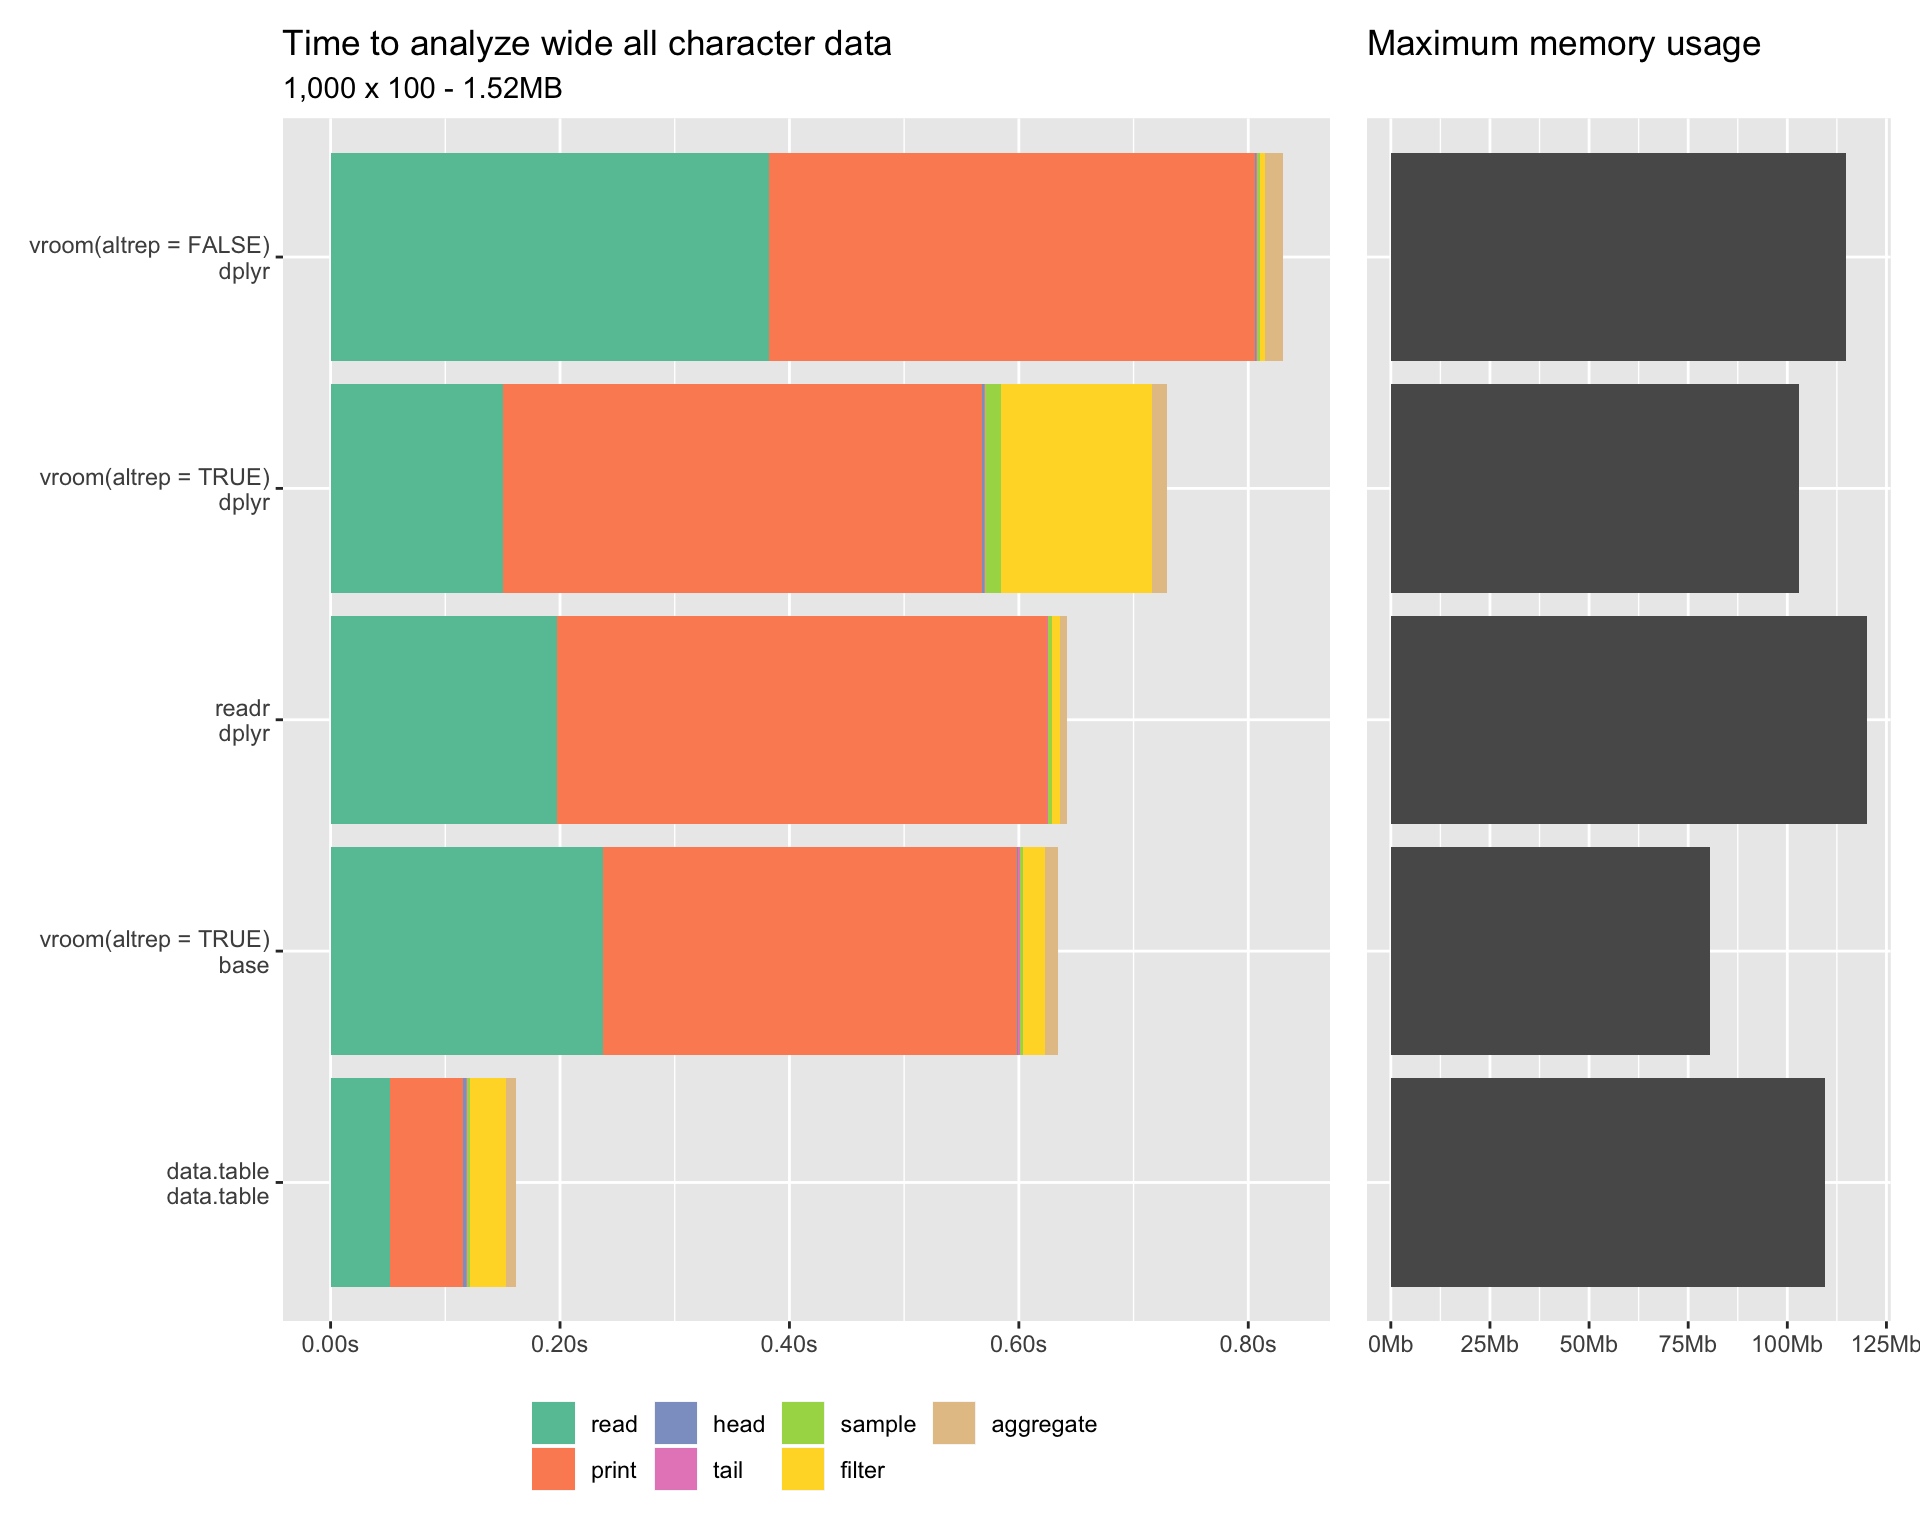 Time to analyze wide all character data
1,000 x 100 - 1.52MB
Maximum memory usage
vroom(altrep = FALSE)
dplyr
vroom(altrep = TRUE)
dplyr
readr
dplyr
vroom(altrep = TRUE)
base
data.table
data.table
0.00s 0.20s 0.40s 0.60s 0.80s
0Mb 25Mb 50Mb 75Mb 100Mb 125Mb
read head sample aggregate
print tail filter